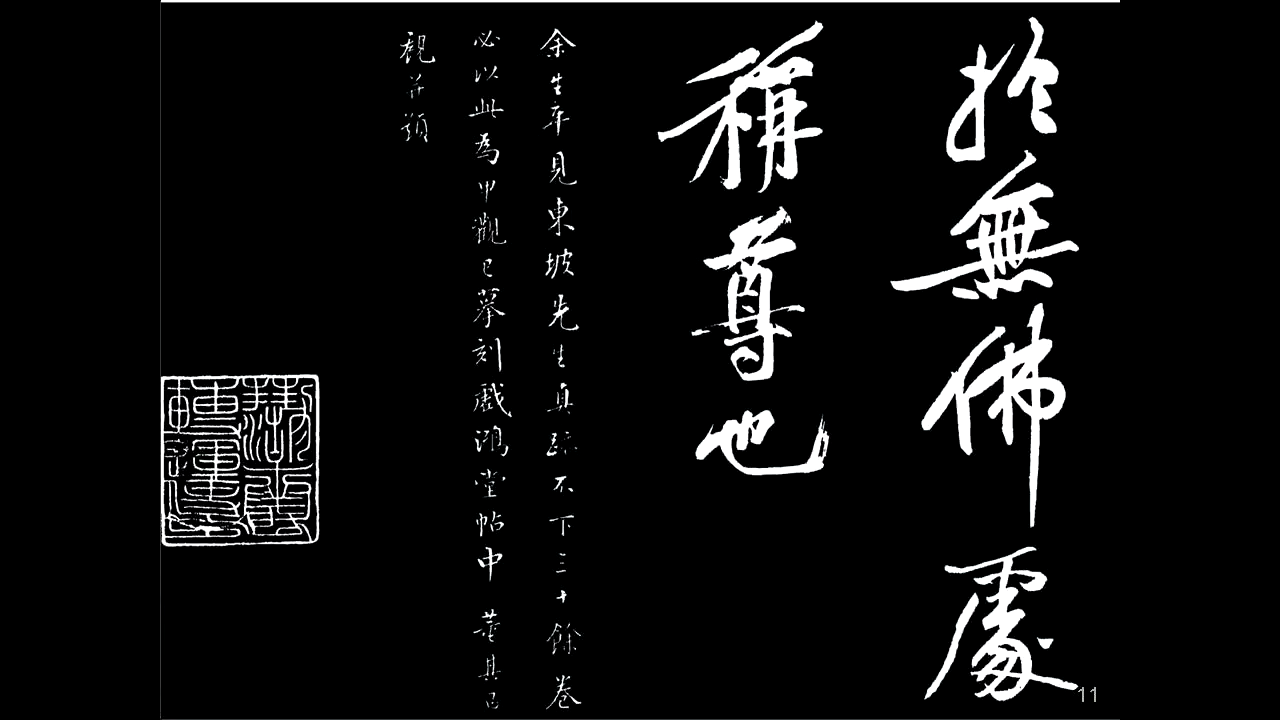 於無佛處
稱尊也
余生平見東坡先生真跡不下三十餘卷
必以此為甲觀已摹刻戲鴻堂帖中 董其昌
觀并題
11